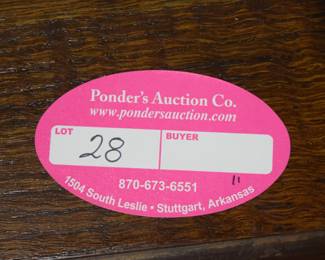 Ponder's Auction Co.
www.pondersauction.com
LOT
BUYER
28
870-673-6551
1504 South Leslie • Stuttgart, Arkansas